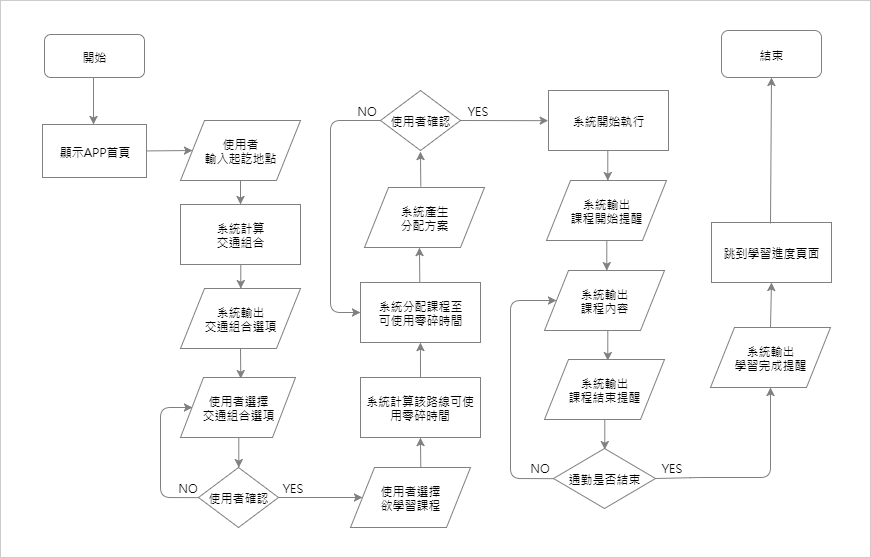 開始
顯示APP首頁
使用者
輸入起訖地點
系統計算
交通組合
系統輸出
交通組合選項
使用者選擇
交通組合選項
使用者確認
NO
YES
使用者選擇
欲學習課程
系統計算該路線可使
用零碎時間
系統分配課程至
可使用零碎時間
系統產生
分配方案
使用者確認
NO
YES
系統開始執行
系統輸出
課程開始提醒
系統輸出
課程內容
系統輸出
課程結束提醒
通勤是否結束
NO
YES
系統輸出
學習完成提醒
跳到學習進度頁面
結束